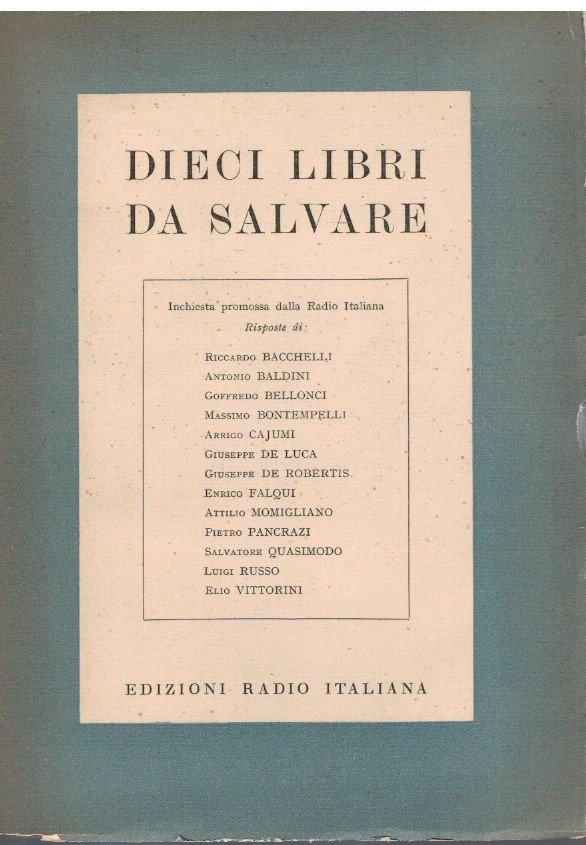 DIECI LIBRI
DA SALVARE
Inchiesta promossa dalla Radio Italiana
Risposte di:
Riccardo BACCHELLI
Antonio BALDINI
Goffredo BELLONCI
Massimo BONTEMPELLI
Arrigo CAJUMI
Giuseppe DE LUCA
Giuseppe DE ROBERTIS
Enrico FALQUI
Attilio MOMIGLIANO
Pietro PANCRAZI
Salvatore QUASIMODO
Luigi RUSSO
Elio VITTORINI
EDIZIONI RADIO ITALIANA